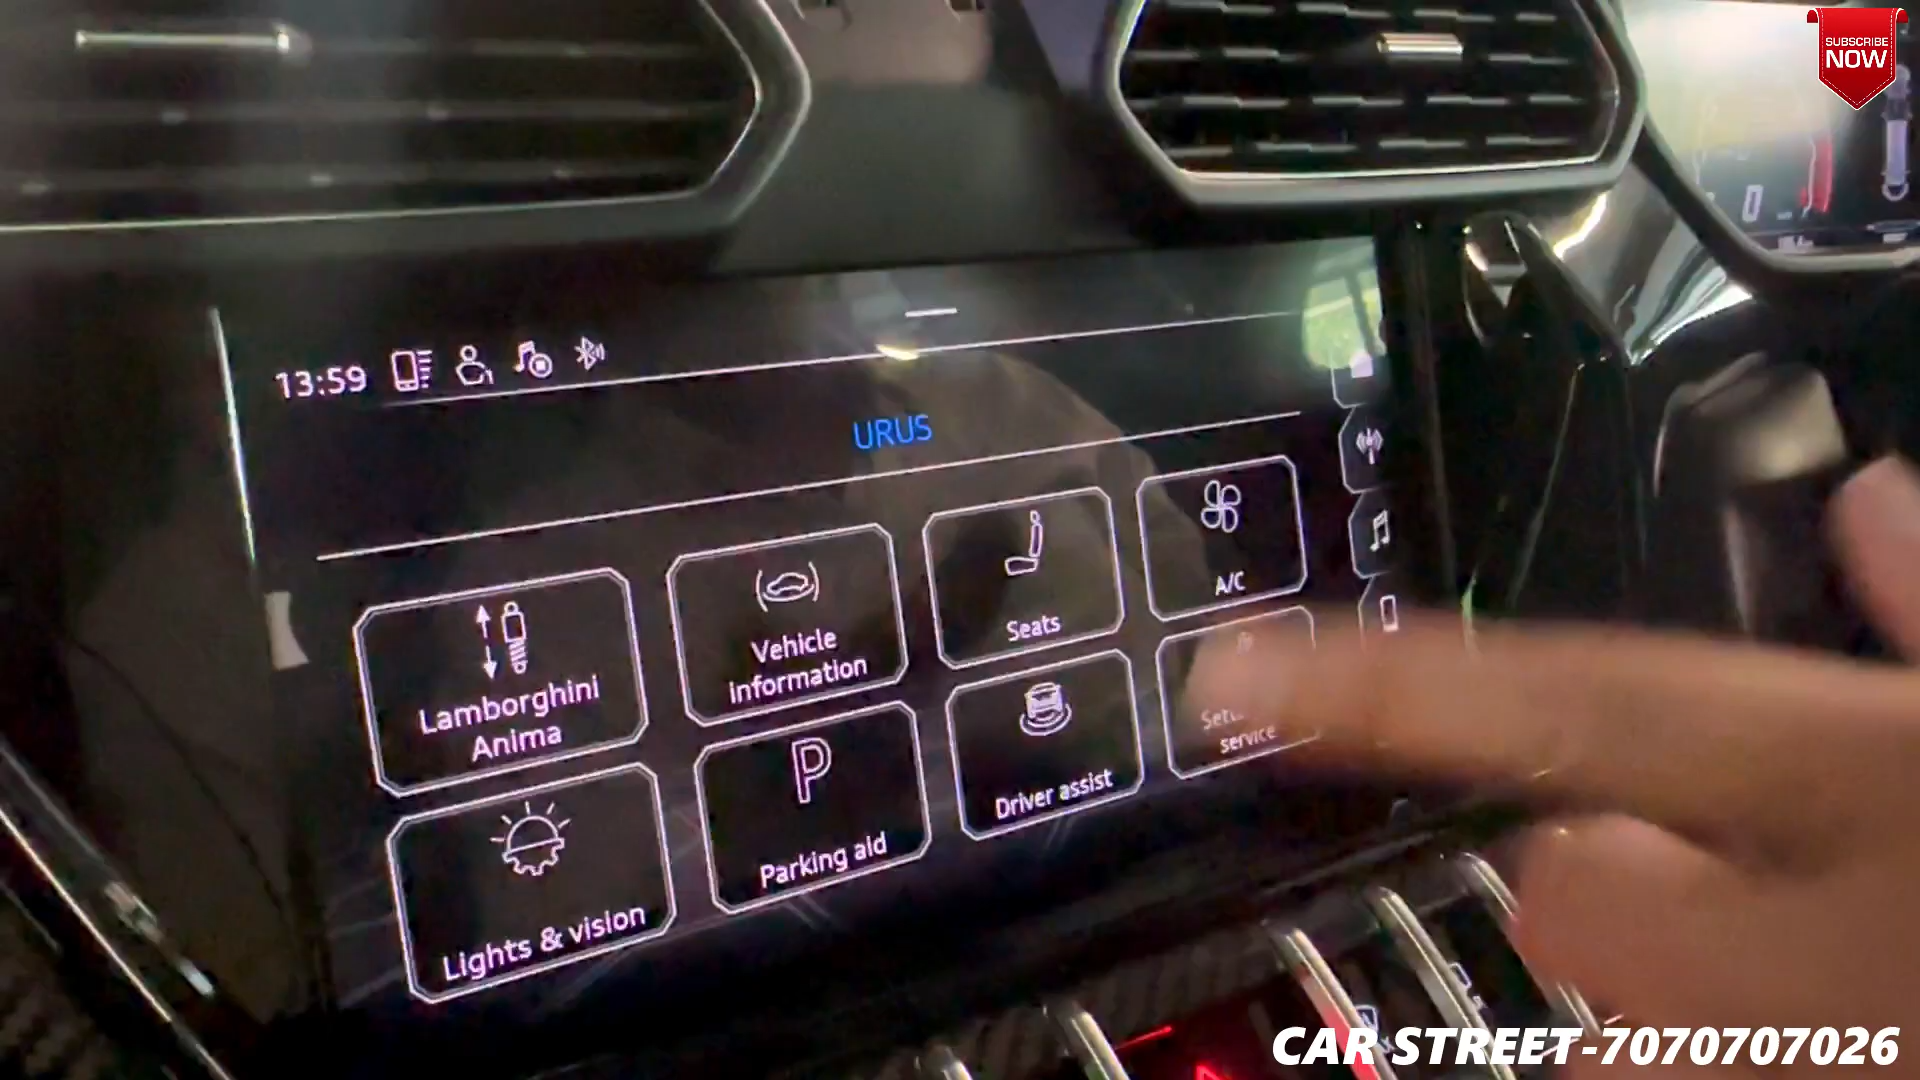 SUBSCRIBE
NOW
13:59
URUS
Lamborghini
Anima
Vehicle
information
Seats
A/C
Lights & vision
Parking aid
Driver assist
service
CAR STREET-7070707026